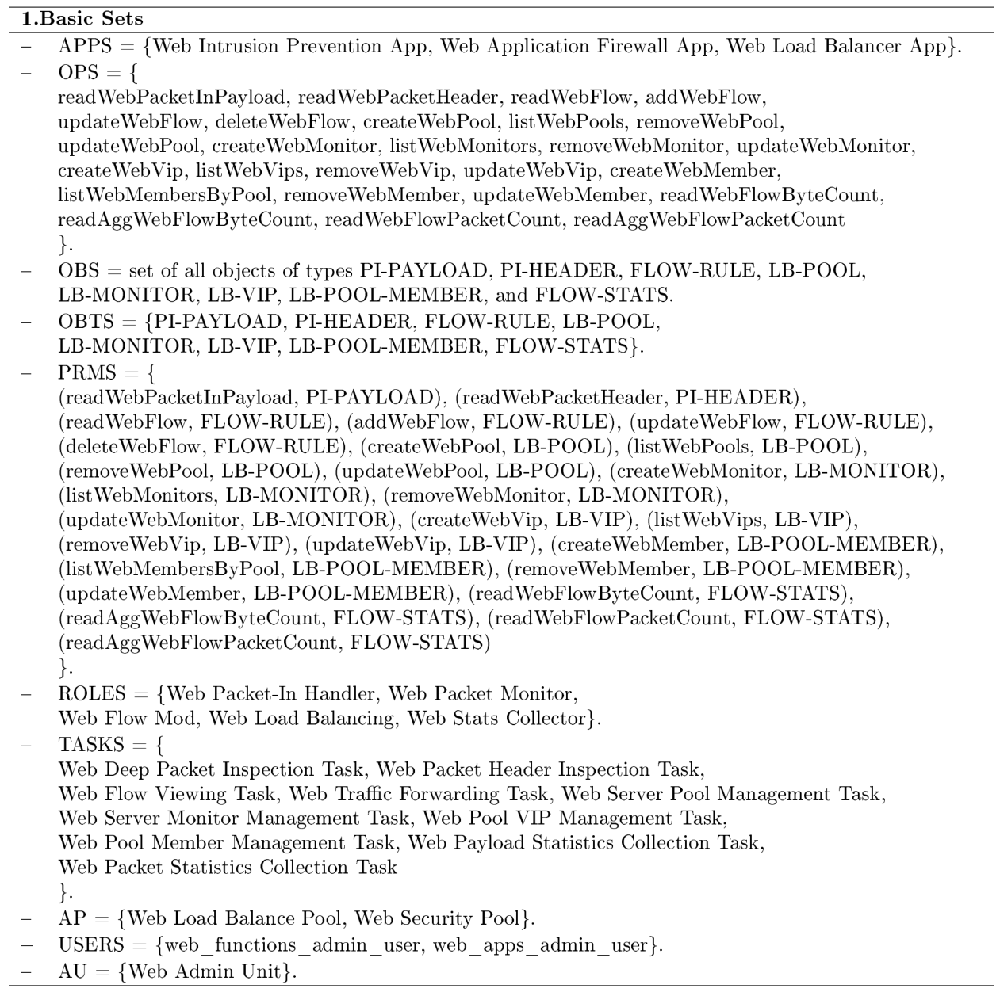 1.Basic Sets
– APPS = {Web Intrusion Prevention App, Web Application Firewall App, Web Load Balancer App}.
– OPS = {
readWebPacketInPayload, readWebPacketHeader, readWebFlow, addWebFlow,
updateWebFlow, deleteWebFlow, createWebPool, listWebPools, removeWebPool,
updateWebPool, createWebMonitor, listWebMonitors, removeWebMonitor, updateWebMonitor,
createWebVip, listWebVips, removeWebVip, updateWebVip, createWebMember,
listWebMembersByPool, removeWebMember, updateWebMember, readWebFlowByteCount,
readAggWebFlowByteCount, readWebFlowPacketCount, readAggWebFlowPacketCount
}.
– OBS = set of all objects of types PI-PAYLOAD, PI-HEADER, FLOW-RULE, LB-POOL,
LB-MONITOR, LB-VIP, LB-POOL-MEMBER, and FLOW-STATS.
– OBTS = {PI-PAYLOAD, PI-HEADER, FLOW-RULE, LB-POOL,
LB-MONITOR, LB-VIP, LB-POOL-MEMBER, FLOW-STATS}.
– PRMS = {
(readWebPacketInPayload, PI-PAYLOAD), (readWebPacketHeader, PI-HEADER),
(readWebFlow, FLOW-RULE), (addWebFlow, FLOW-RULE), (updateWebFlow, FLOW-RULE),
(deleteWebFlow, FLOW-RULE), (createWebPool, LB-POOL), (listWebPools, LB-POOL),
(removeWebPool, LB-POOL), (updateWebPool, LB-POOL), (createWebMonitor, LB-MONITOR),
(listWebMonitors, LB-MONITOR), (removeWebMonitor, LB-MONITOR),
(updateWebMonitor, LB-MONITOR), (createWebVip, LB-VIP), (listWebVips, LB-VIP),
(removeWebVip, LB-VIP), (updateWebVip, LB-VIP), (createWebMember, LB-POOL-MEMBER),
(listWebMembersByPool, LB-POOL-MEMBER), (removeWebMember, LB-POOL-MEMBER),
(updateWebMember, LB-POOL-MEMBER), (readWebFlowByteCount, FLOW-STATS),
(readAggWebFlowByteCount, FLOW-STATS), (readWebFlowPacketCount, FLOW-STATS),
(readAggWebFlowPacketCount, FLOW-STATS)
}.
– ROLES = {Web Packet-In Handler, Web Packet Monitor,
Web Flow Mod, Web Load Balancing, Web Stats Collector}.
– TASKS = {
Web Deep Packet Inspection Task, Web Packet Header Inspection Task,
Web Flow Viewing Task, Web Traffic Forwarding Task, Web Server Pool Management Task,
Web Server Monitor Management Task, Web Pool VIP Management Task,
Web Pool Member Management Task, Web Payload Statistics Collection Task,
Web Packet Statistics Collection Task
}.
– AP = {Web Load Balance Pool, Web Security Pool}.
– USERS = {web_functions_admin_user, web_apps_admin_user}.
– AU = {Web Admin Unit}.